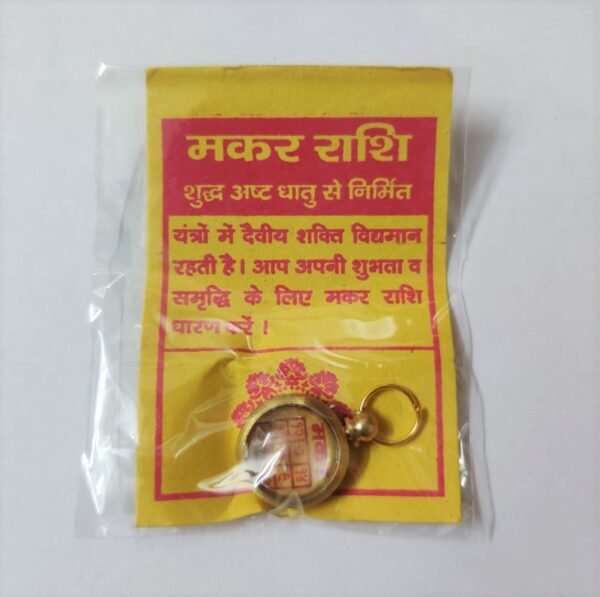 मकर राशि
शुद्ध अष्ट धातु से निर्मित
यंत्रों में दैवीय शक्ति विद्यमान
रहती है। आप अपनी शुभता व
समृद्धि के लिए मकर राशि
धारण करें ।